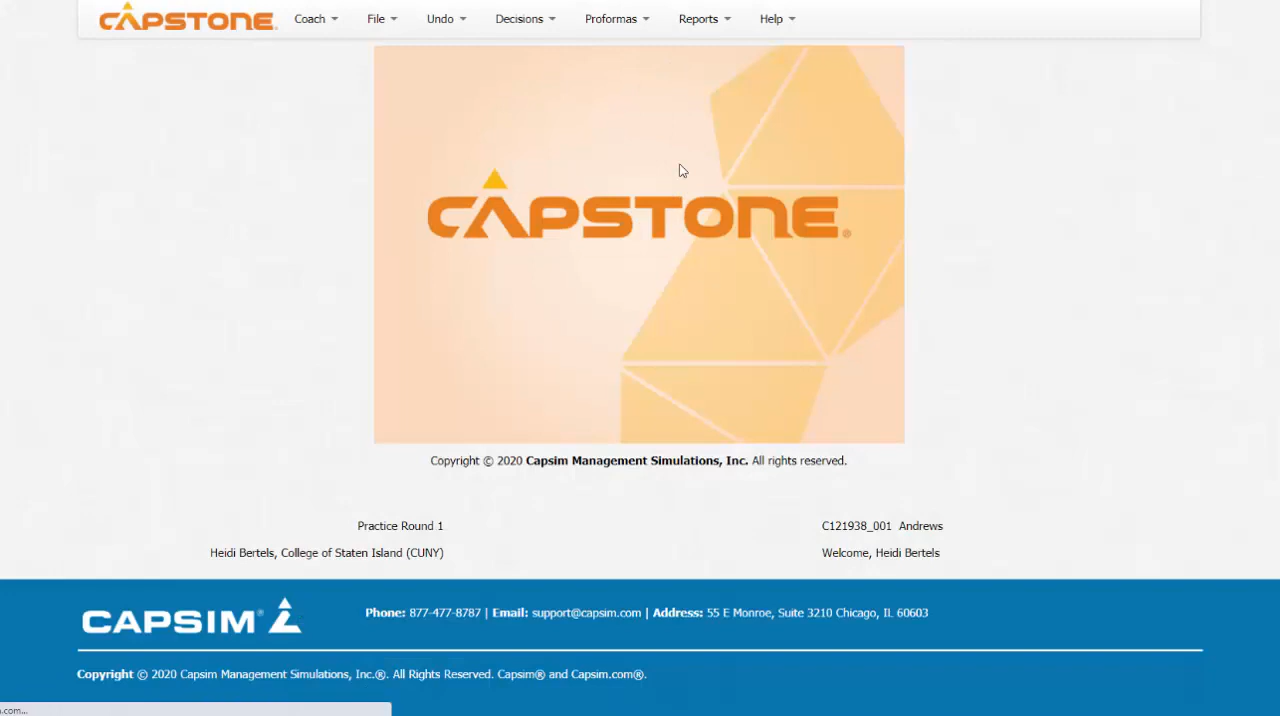 CAPSTONE® Coach File Undo Decisions Proformas Reports Help
CAPSTONE®
Copyright © 2020 Capsim Management Simulations, Inc. All rights reserved.
Practice Round 1 C121938_001 Andrews
Heidi Bertels, College of Staten Island (CUNY) Welcome, Heidi Bertels
CAPSIM® Phone: 877-477-8787 | Email: support@capsim.com | Address: 55 E Monroe, Suite 3210 Chicago, IL 60603
Copyright © 2020 Capsim Management Simulations, Inc.®. All Rights Reserved. Capsim® and Capsim.com®.
.com...